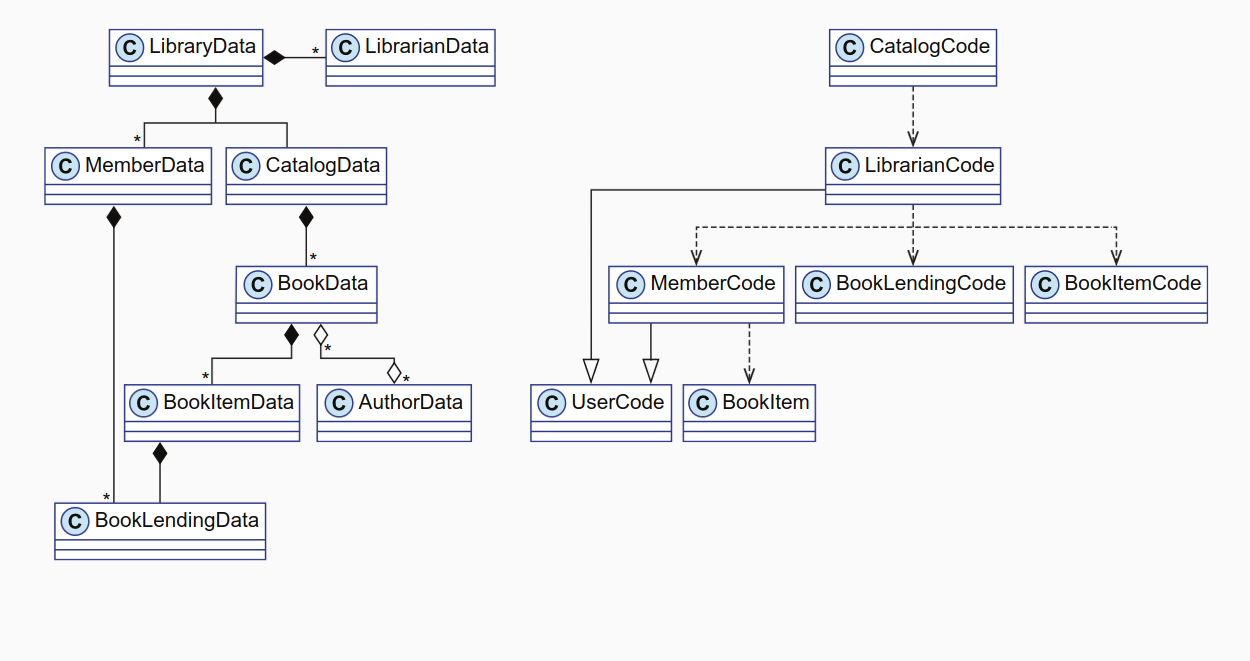 C LibraryData
* C LibrarianData
C CatalogCode
*
C MemberData
C CatalogData
C LibrarianCode
*
C BookData
C MemberCode
C BookLendingCode
C BookItemCode
*
*
*
C BookItemData
C AuthorData
C UserCode
C BookItem
*
C BookLendingData